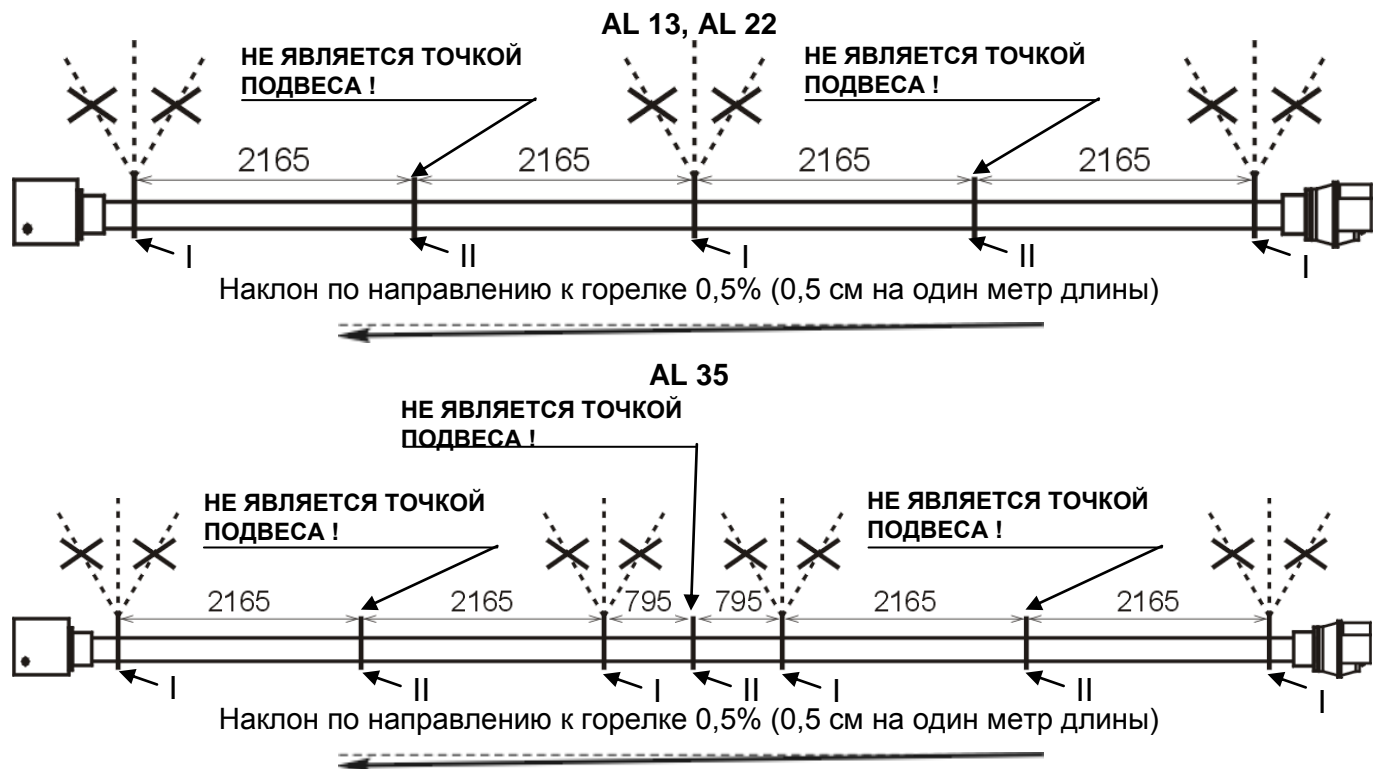 AL 13, AL 22
НЕ ЯВЛЯЕТСЯ ТОЧКОЙ
ПОДВЕСА !
НЕ ЯВЛЯЕТСЯ ТОЧКОЙ
ПОДВЕСА !
2165 2165 2165 2165
I II I II I
Наклон по направлению к горелке 0,5% (0,5 см на один метр длины)
AL 35
НЕ ЯВЛЯЕТСЯ ТОЧКОЙ
ПОДВЕСА !
НЕ ЯВЛЯЕТСЯ ТОЧКОЙ
ПОДВЕСА !
НЕ ЯВЛЯЕТСЯ ТОЧКОЙ
ПОДВЕСА !
2165 2165 795 795 2165 2165
I II I II I II I
Наклон по направлению к горелке 0,5% (0,5 см на один метр длины)